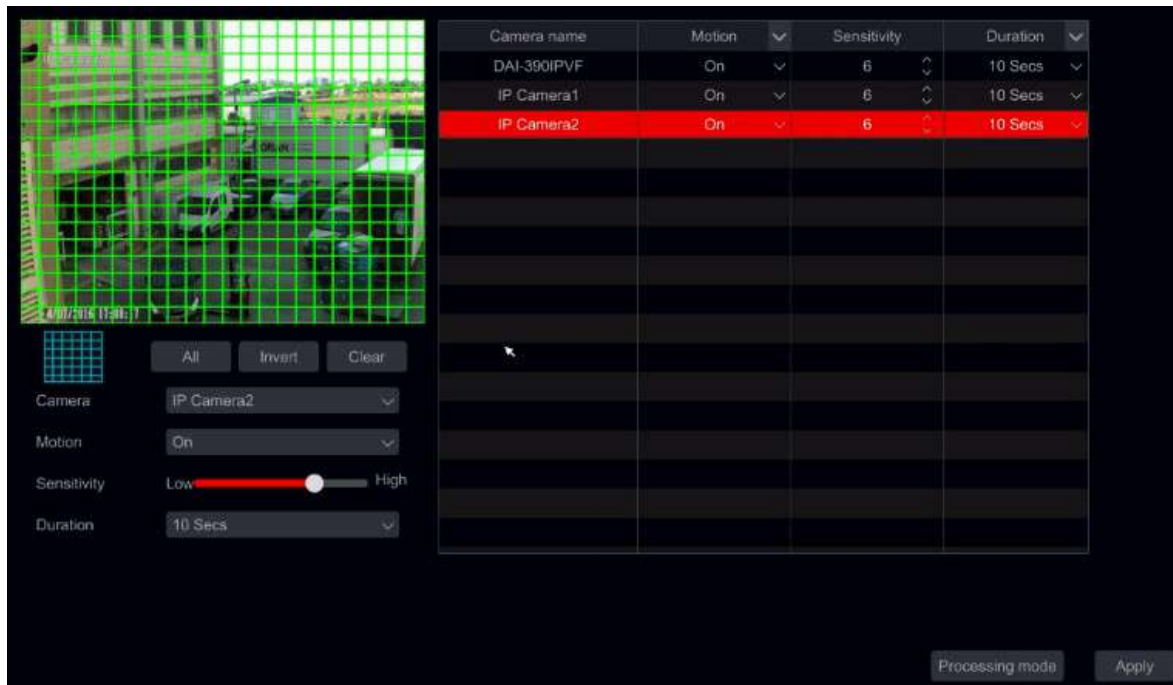 Camera name Motion Sensitivity Duration
DAI-390IPVF On 6 10 Secs
IP Camera1 On 6 10 Secs
IP Camera2 On 6 10 Secs
All Invert Clear
Camera IP Camera2
Motion On
Sensitivity Low High
Duration 10 Secs
Processing mode Apply